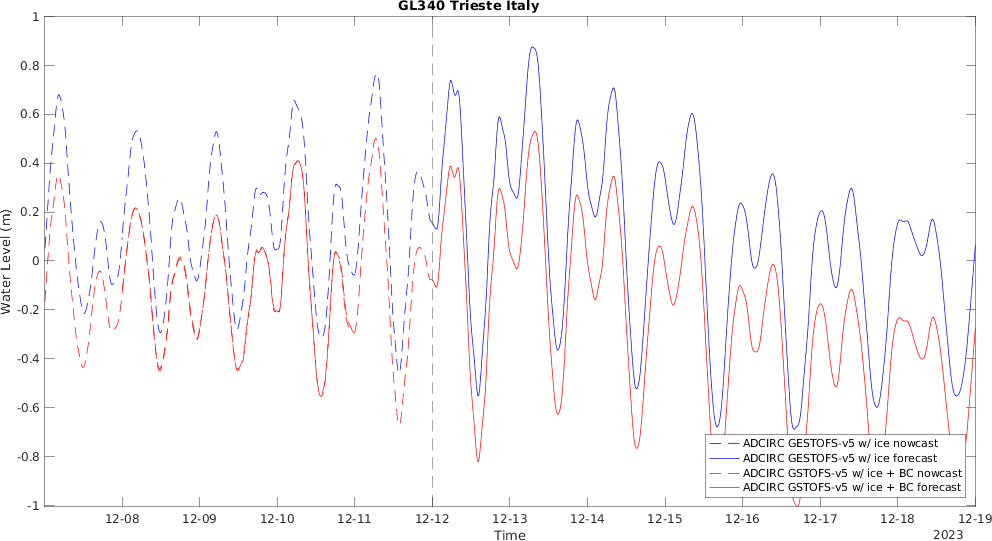 GL340 Trieste Italy
Water Level (m)
1
0.8
0.6
0.4
0.2
0
-0.2
-0.4
-0.6
-0.8
-1
ADCIRC GESTOFS-v5 w/ ice nowcast
ADCIRC GESTOFS-v5 w/ ice forecast
ADCIRC GSTOFS-v5 w/ ice + BC nowcast
ADCIRC GSTOFS-v5 w/ ice + BC forecast
12-08 12-09 12-10 12-11 12-12 12-13 12-14 12-15 12-16 12-17 12-18 12-19
Time
2023